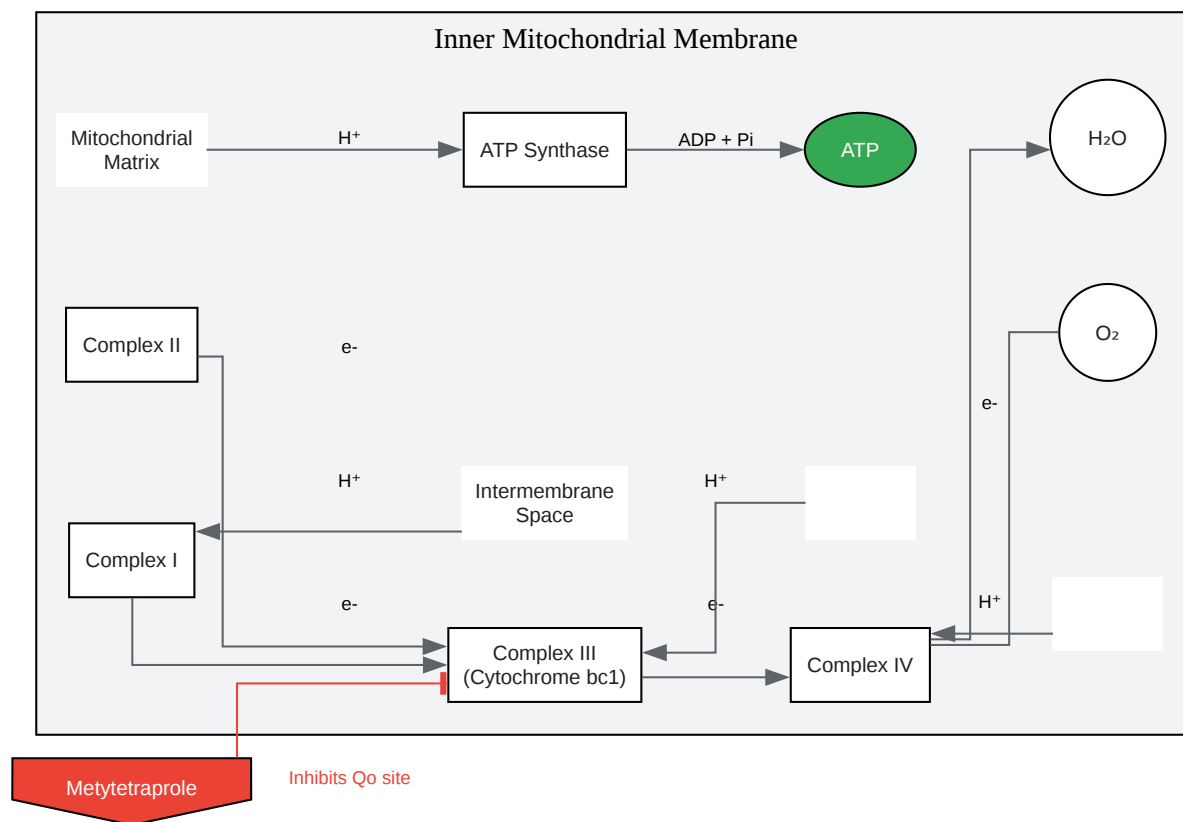 Inner Mitochondrial Membrane
Mitochondrial
Matrix
H⁺
ATP Synthase
ADP + Pi
ATP
H₂O
Complex II
e-
O₂
e-
H⁺
Intermembrane
Space
H⁺
Complex I
e-
e-
H⁺
Complex III
(Cytochrome bc1)
Complex IV
Metytetraprole
Inhibits Qo site